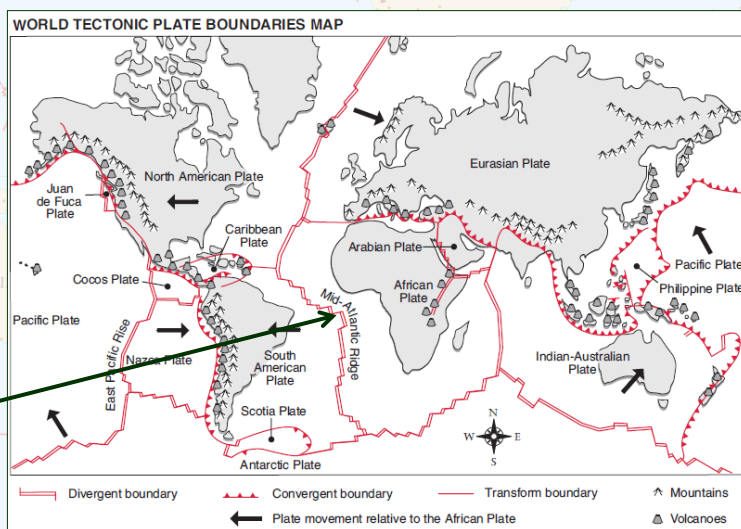 WORLD TECTONIC PLATE BOUNDARIES MAP
North American Plate
Juan
de Fuca
Plate
Caribbean
Plate
Cocos Plate
Pacific Plate
East Pacific Rise
Nazca Plate
South
American
Plate
Scotia Plate
Antarctic Plate
Mid-Atlantic Ridge
Eurasian Plate
Arabian Plate
African
Plate
Pacific Plate
Philippine Plate
Indian-Australian
Plate
N
W
E
S
Divergent boundary
Convergent boundary
Transform boundary
Mountains
Plate movement relative to the African Plate
Volcanoes